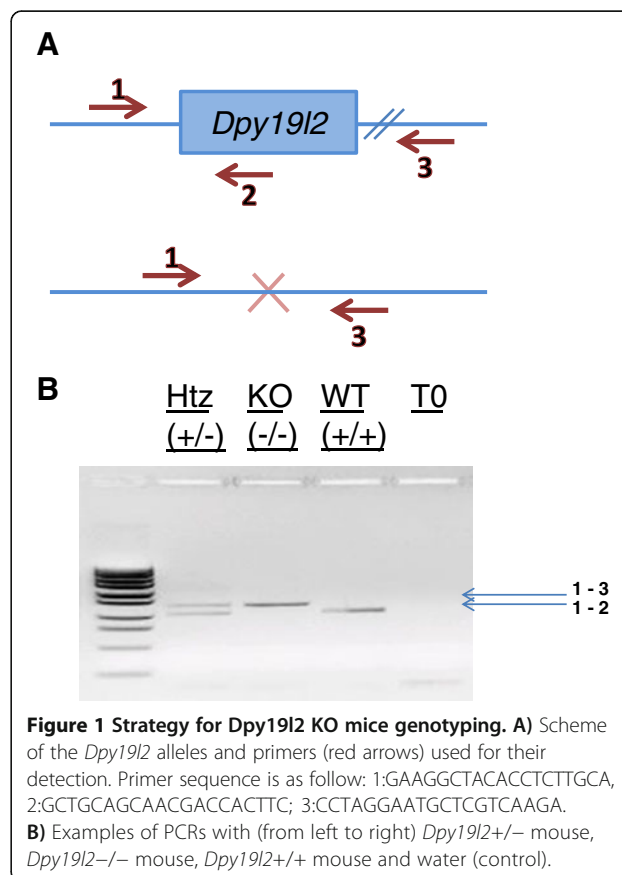 A
1
Dpy19l2
2
3
1
3
B
Htz KO WT T0
(+/-) (-/-) (+/+)
1 - 3
1 - 2
Figure 1 Strategy for Dpy19l2 KO mice genotyping. A) Scheme
of the Dpy19l2 alleles and primers (red arrows) used for their
detection. Primer sequence is as follow: 1:GAAGGCTACACCTCTTGCA,
2:GCTGCAGCAACGACCACTTC; 3:CCTAGGAATGCTCGTCAAGA.
B) Examples of PCRs with (from left to right) Dpy19l2+/− mouse,
Dpy19l2−/− mouse, Dpy19l2+/+ mouse and water (control).